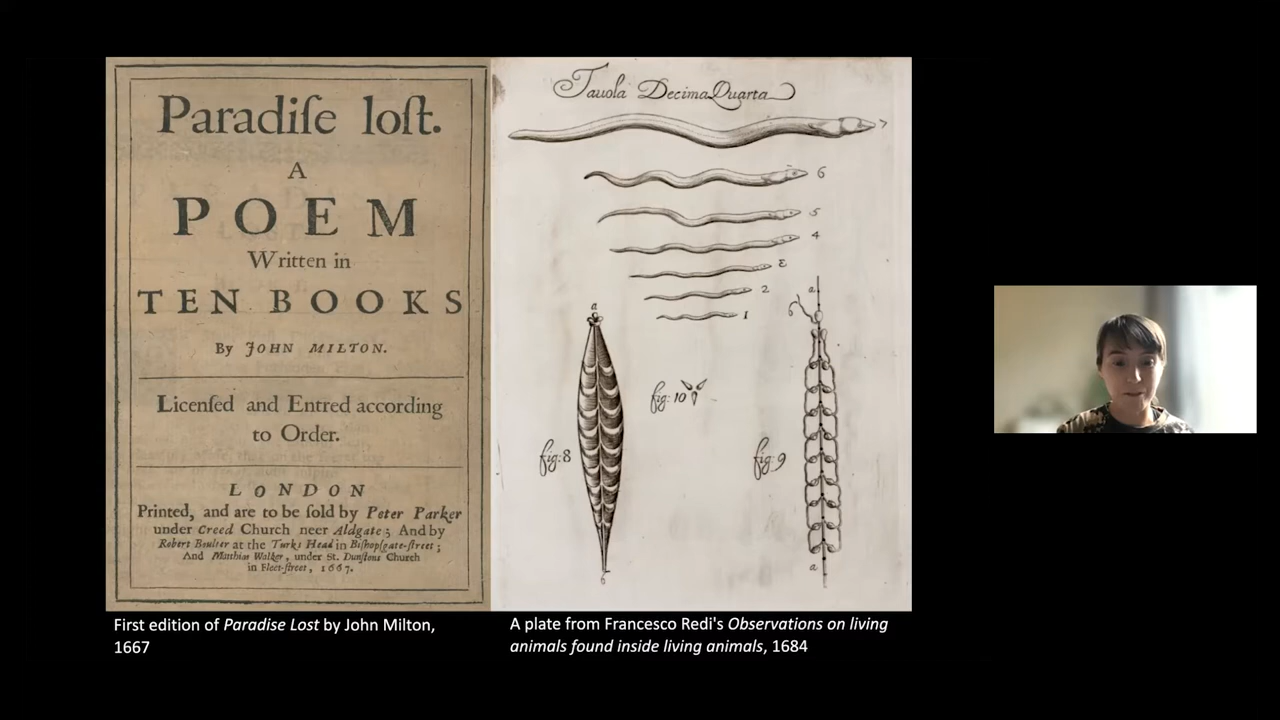 Paradiſe loſt.
A
POEM
Written in
TEN BOOKS
By JOHN MILTON.
Licenſed and Entred according
to Order.
LONDON
Printed, and are to be ſold by Peter Parker
under Creed Church neer Aldgate; And by
Robert Boulter at the Turks Head in Biſhopſgate-ſtreet;
And Matthias Walker, under St. Dunſtons Church
in Fleet-ſtreet, 1667.
First edition of Paradise Lost by John Milton,
1667
Tauola DecimaQuarta
7
6
5
4
3
2
1
a
a
6
fig: 10
fig: 8
fig: 9
a
A plate from Francesco Redi's Observations on living
animals found inside living animals, 1684